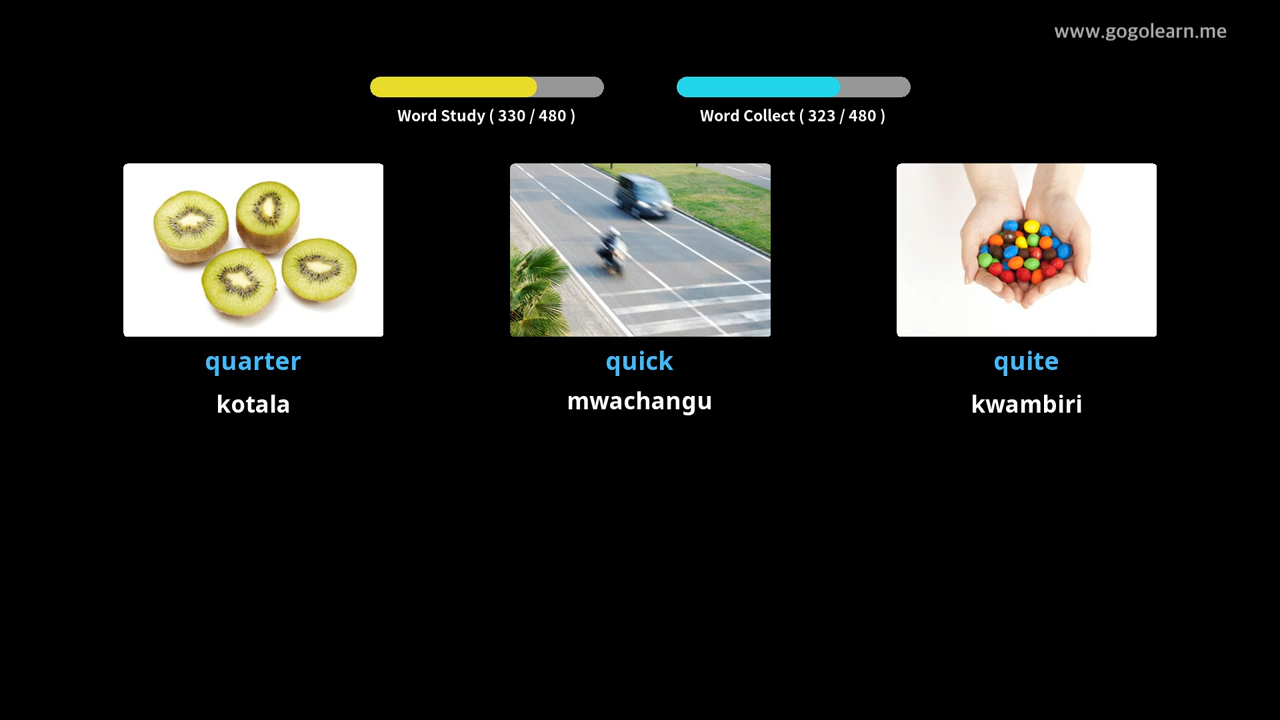 www.gogolearn.me
Word Study ( 330 / 480 )
Word Collect ( 323 / 480 )
quarter
kotala
quick
mwachangu
quite
kwambiri